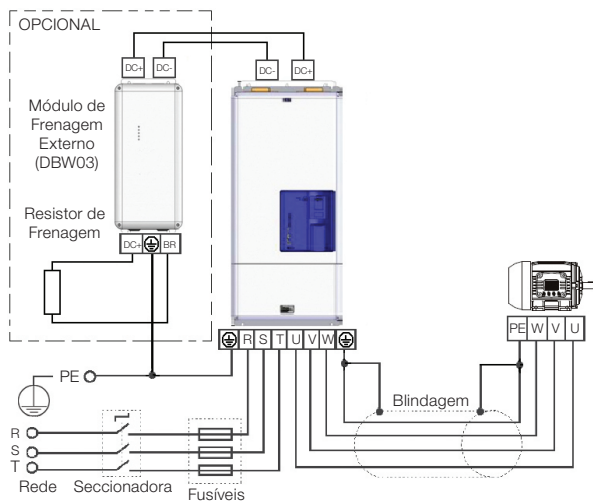 OPCIONAL
DC+ DC- DC- DC+
Módulo de
Frenagem
Externo
(DBW03)
Resistor de
Frenagem
DC+ BR
R S T U V W
PE W V U
PE
Blindagem
R
S
T
Rede
Seccionadora
Fusíveis